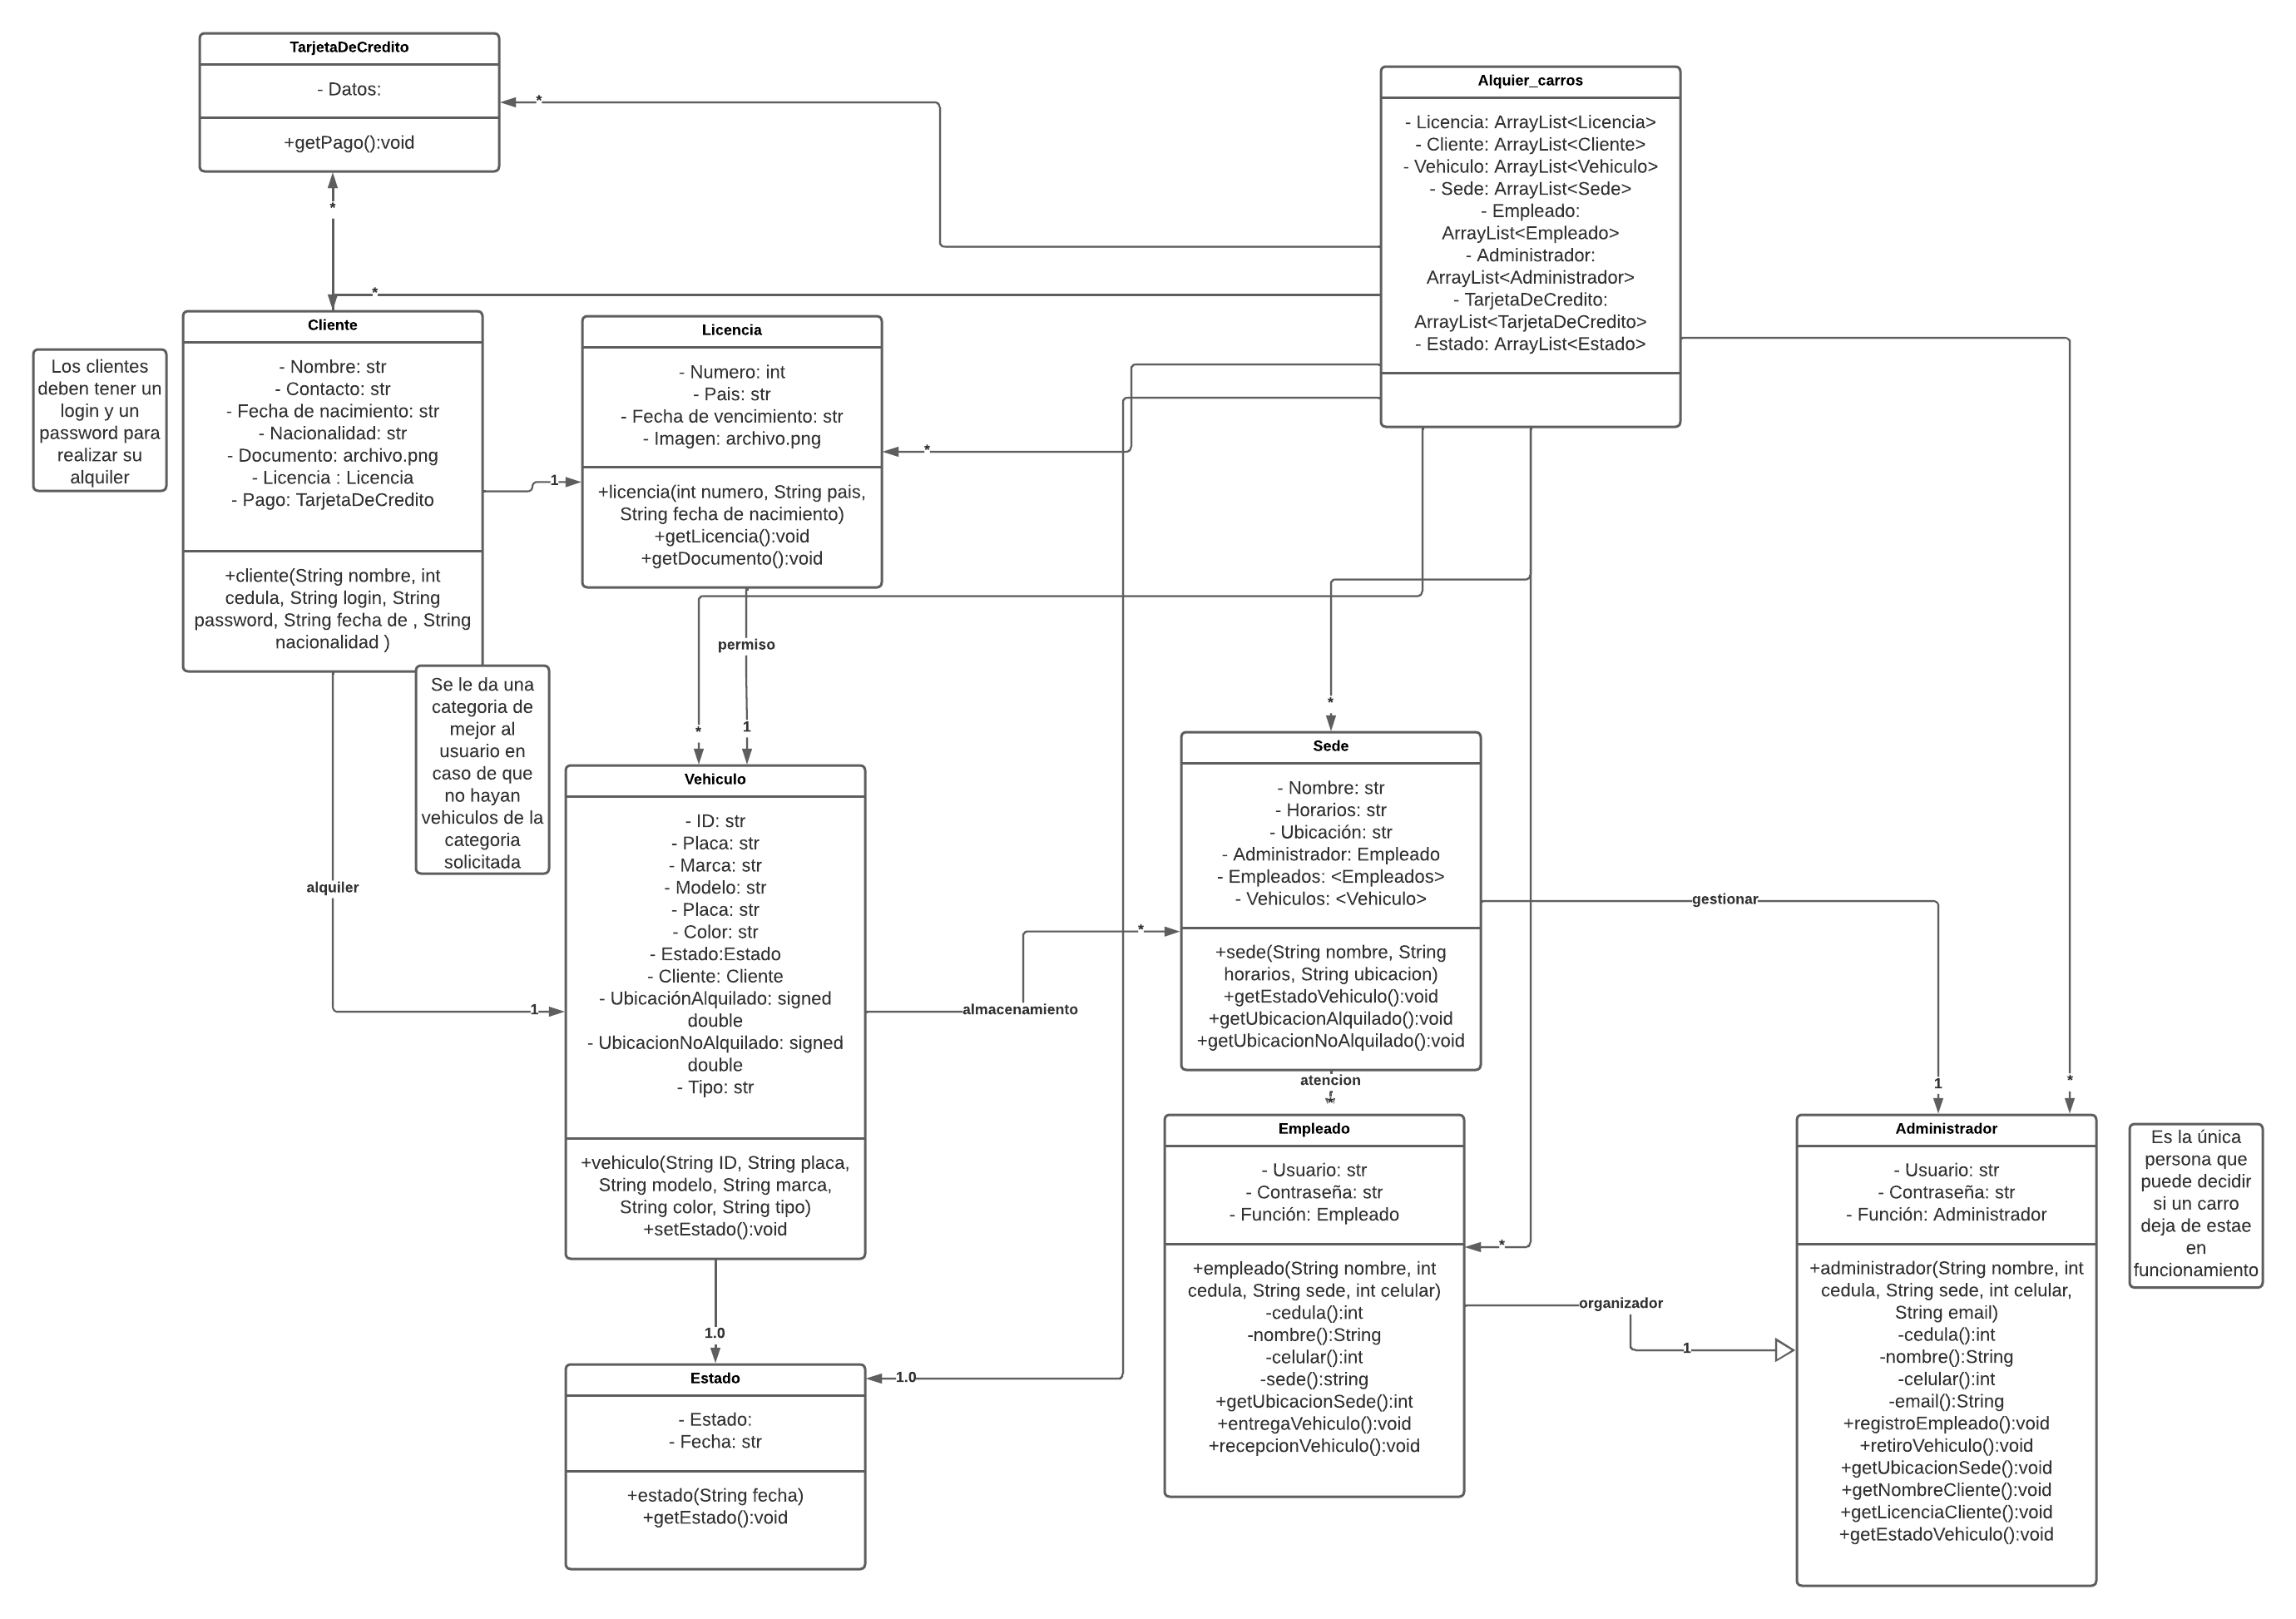 TarjetaDeCredito
- Datos:
+getPago():void
*
*
*
Alquier_carros
- Licencia: ArrayList<Licencia>
- Cliente: ArrayList<Cliente>
- Vehiculo: ArrayList<Vehiculo>
- Sede: ArrayList<Sede>
- Empleado:
ArrayList<Empleado>
- Administrador:
ArrayList<Administrador>
- TarjetaDeCredito:
ArrayList<TarjetaDeCredito>
- Estado: ArrayList<Estado>
Los clientes
deben tener un
login y un
password para
realizar su
alquiler
Cliente
- Nombre: str
- Contacto: str
- Fecha de nacimiento: str
- Nacionalidad: str
- Documento: archivo.png
- Licencia : Licencia
- Pago: TarjetaDeCredito
+cliente(String nombre, int
cedula, String login, String
password, String fecha de , String
nacionalidad )
1
Licencia
- Numero: int
- Pais: str
- Fecha de vencimiento: str
- Imagen: archivo.png
+licencia(int numero, String pais,
String fecha de nacimiento)
+getLicencia():void
+getDocumento():void
*
permiso
*
1
Se le da una
categoria de
mejor al
usuario en
caso de que
no hayan
vehiculos de la
categoria
solicitada
alquiler
1
Vehiculo
- ID: str
- Placa: str
- Marca: str
- Modelo: str
- Placa: str
- Color: str
- Estado:Estado
- Cliente: Cliente
- UbicaciónAlquilado: signed
double
- UbicacionNoAlquilado: signed
double
- Tipo: str
+vehiculo(String ID, String placa,
String modelo, String marca,
String color, String tipo)
+setEstado():void
almacenamiento
*
*
Sede
- Nombre: str
- Horarios: str
- Ubicación: str
- Administrador: Empleado
- Empleados: <Empleados>
- Vehiculos: <Vehiculo>
+sede(String nombre, String
horarios, String ubicacion)
+getEstadoVehiculo():void
+getUbicacionAlquilado():void
+getUbicacionNoAlquilado():void
gestionar
1
*
atencion
*
Empleado
- Usuario: str
- Contraseña: str
- Función: Empleado
+empleado(String nombre, int
cedula, String sede, int celular)
-cedula():int
-nombre():String
-celular():int
-sede():string
+getUbicacionSede():int
+entregaVehiculo():void
+recepcionVehiculo():void
*
organizador
1
Administrador
- Usuario: str
- Contraseña: str
- Función: Administrador
+administrador(String nombre, int
cedula, String sede, int celular,
String email)
-cedula():int
-nombre():String
-celular():int
-email():String
+registroEmpleado():void
+retiroVehiculo():void
+getUbicacionSede():void
+getNombreCliente():void
+getLicenciaCliente():void
+getEstadoVehiculo():void
Es la única
persona que
puede decidir
si un carro
deja de estae
en
funcionamiento
1.0
1.0
Estado
- Estado:
- Fecha: str
+estado(String fecha)
+getEstado():void